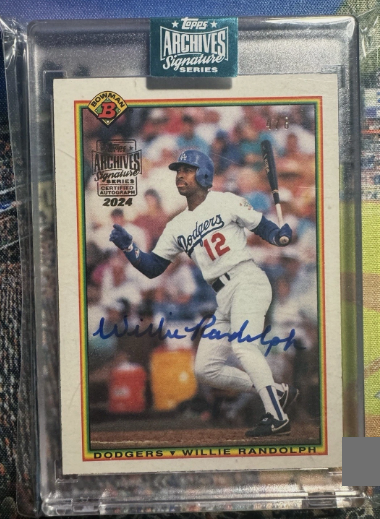 Topps
ARCHIVES
Signature
SERIES
BOWMAN
B
Topps
ARCHIVES
Signature
SERIES
CERTIFIED
AUTOGRAPH
2024
Dodgers
12
Willie Randolph
DODGERS ▾ WILLIE RANDOLPH